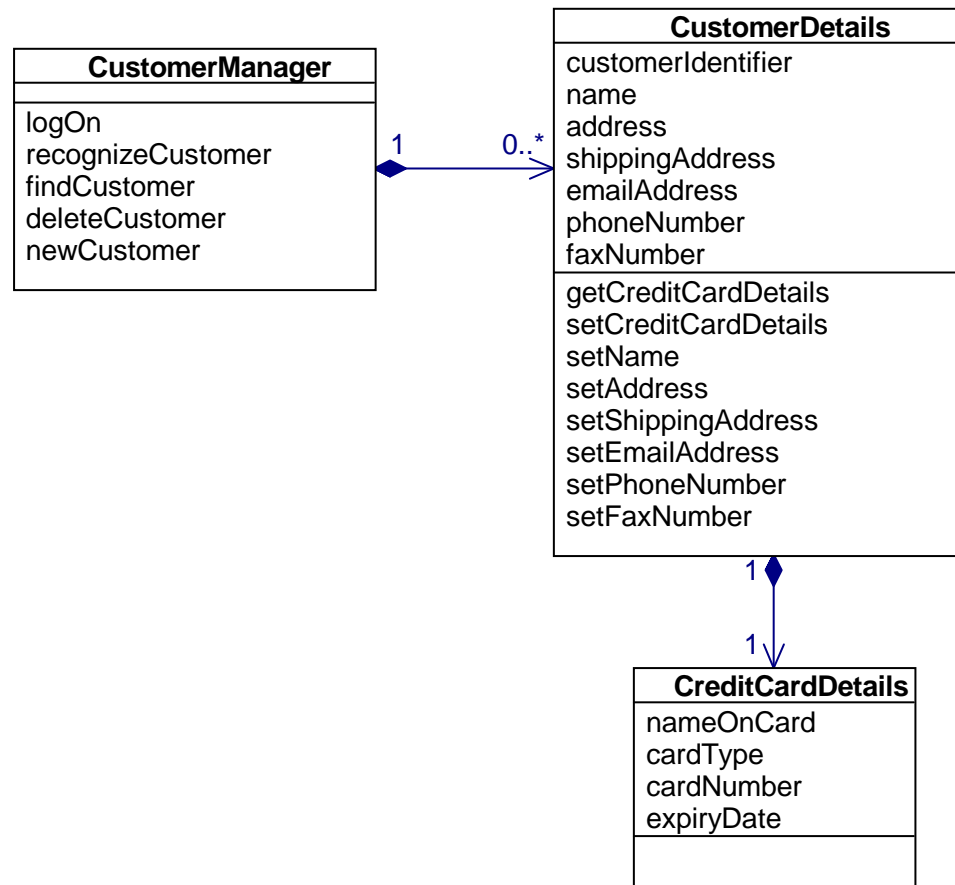 CustomerManager
logOn
recognizeCustomer
findCustomer
deleteCustomer
newCustomer
1
0..*
CustomerDetails
customerIdentifier
name
address
shippingAddress
emailAddress
phoneNumber
faxNumber
getCreditCardDetails
setCreditCardDetails
setName
setAddress
setShippingAddress
setEmailAddress
setPhoneNumber
setFaxNumber
1
1
CreditCardDetails
nameOnCard
cardType
cardNumber
expiryDate